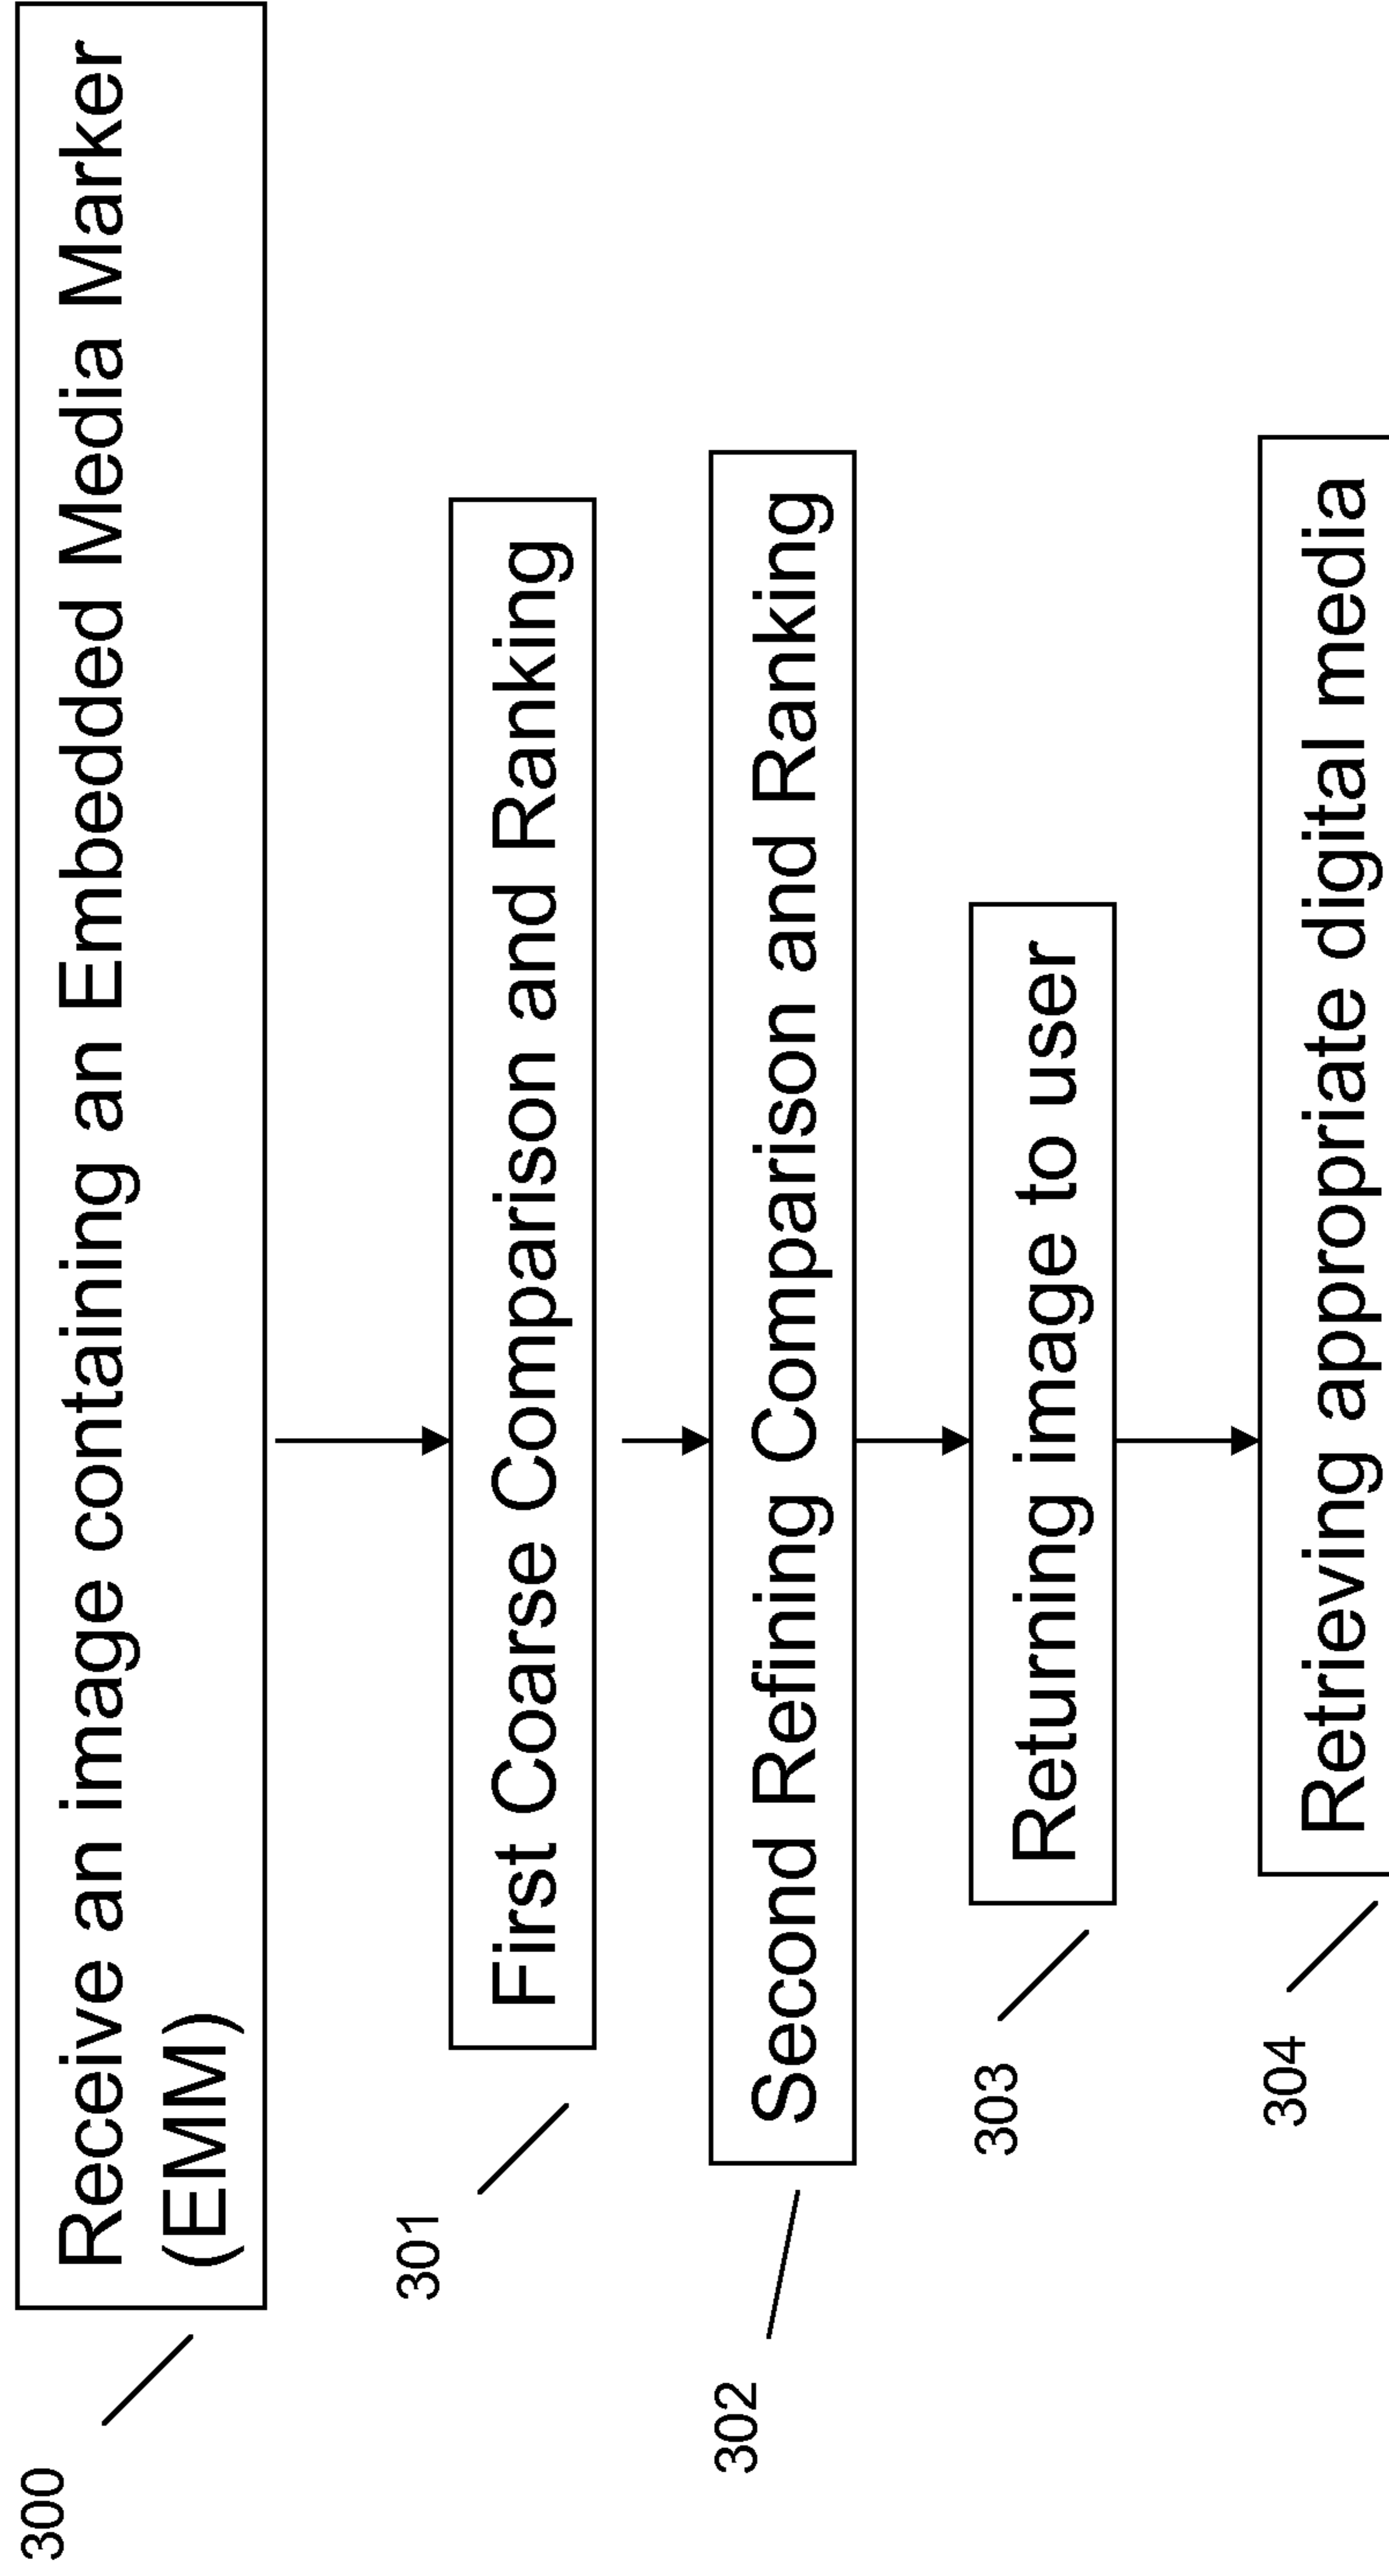 300
Receive an image containing an Embedded Media Marker
(EMM)
301
First Coarse Comparison and Ranking
302
Second Refining Comparison and Ranking
303
Returning image to user
304
Retrieving appropriate digital media